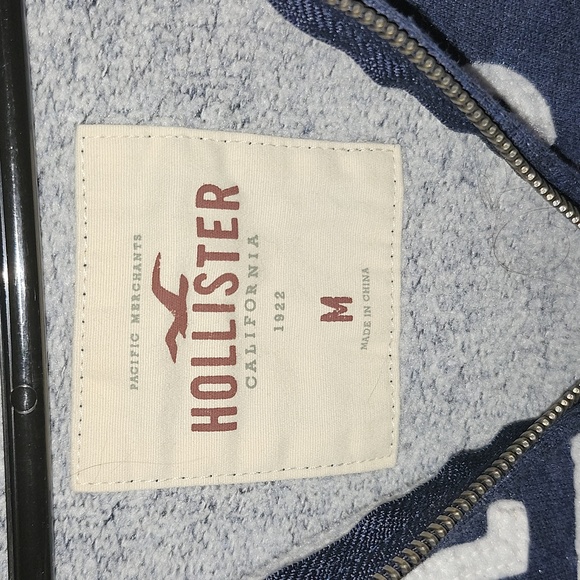 PACIFIC MERCHANTS
HOLLISTER
CALIFORNIA
1922
M
MADE IN CHINA